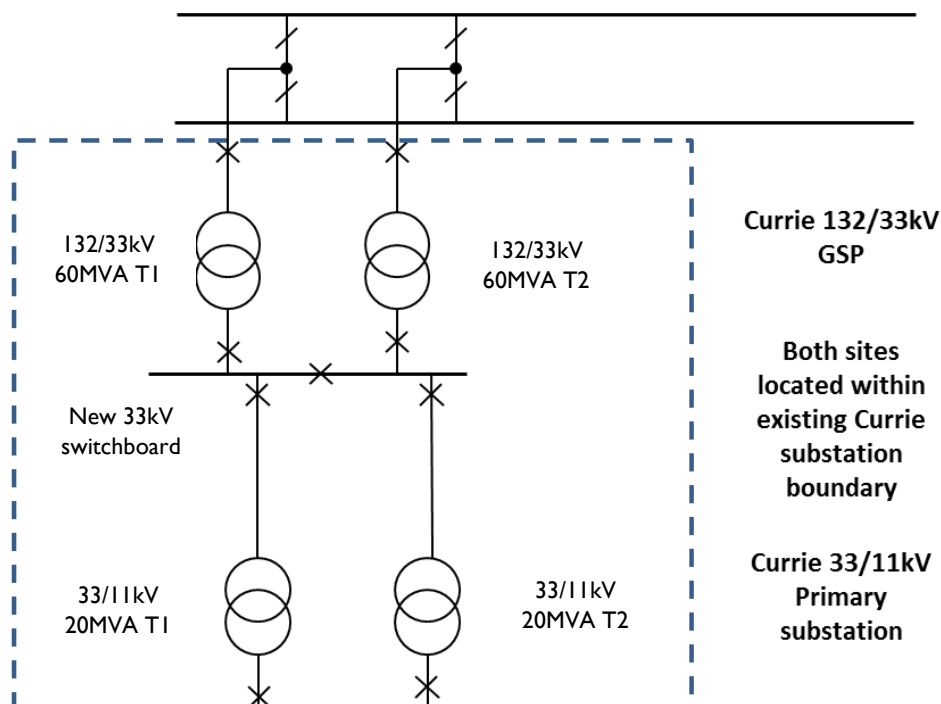 132/33kV
60MVA T1
132/33kV
60MVA T2
Currie 132/33kV
GSP
New 33kV
switchboard
Both sites
located within
existing Currie
substation
boundary
33/11kV
20MVA T1
33/11kV
20MVA T2
Currie 33/11kV
Primary
substation